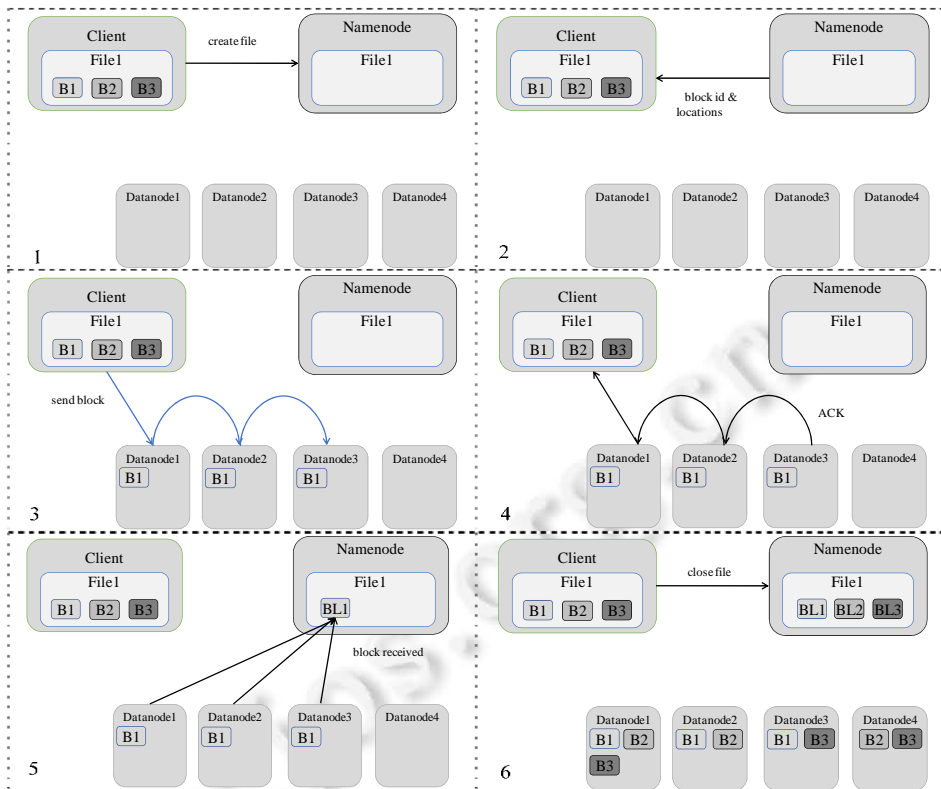 Client
File1
B1 B2 B3
create file
Namenode
File1
Datanode1 Datanode2 Datanode3 Datanode4
1
Client
File1
B1 B2 B3
block id &
locations
Namenode
File1
Datanode1 Datanode2 Datanode3 Datanode4
2
Client
File1
B1 B2 B3
Namenode
File1
send block
Datanode1 Datanode2 Datanode3 Datanode4
B1 B1 B1
3
Client
File1
B1 B2 B3
Namenode
File1
ACK
Datanode1 Datanode2 Datanode3 Datanode4
B1 B1 B1
4
Client
File1
B1 B2 B3
Namenode
File1
BL1
block received
Datanode1 Datanode2 Datanode3 Datanode4
B1 B1 B1
5
Client
File1
B1 B2 B3
close file
Namenode
File1
BL1 BL2 BL3
Datanode1 Datanode2 Datanode3 Datanode4
B1 B2 B1 B2 B1 B3 B2 B3
B3
6